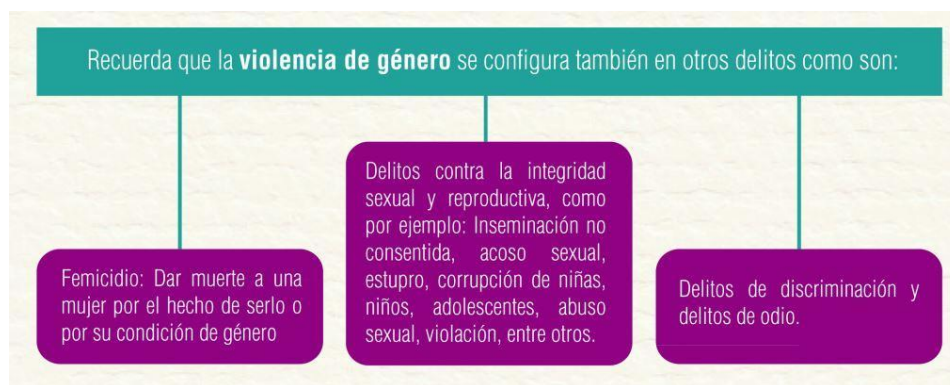 Recuerda que la violencia de género se configura también en otros delitos como son:
Femicidio: Dar muerte a una
mujer por el hecho de serlo o
por su condición de género
Delitos contra la integridad
sexual y reproductiva, como
por ejemplo: Inseminación no
consentida, acoso sexual,
estupro, corrupción de niñas,
niños, adolescentes, abuso
sexual, violación, entre otros.
Delitos de discriminación y
delitos de odio.